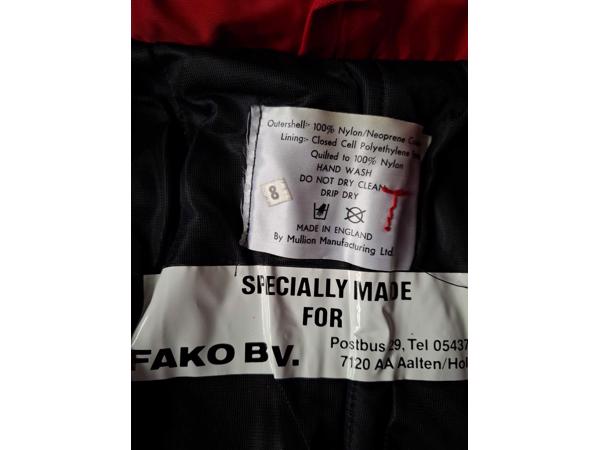 Outershell:- 100% Nylon/Neoprene
Lining:- Closed Cell Polyethylene
Quilted to 100% Nylon
HAND WASH
DO NOT DRY CLEAN
DRIP DRY
8
T
MADE IN ENGLAND
By Mullion Manufacturing Ltd.
SPECIALLY MADE
FOR
FAKO BV.
Postbus 29, Tel 05437
7120 AA Aalten/Hol